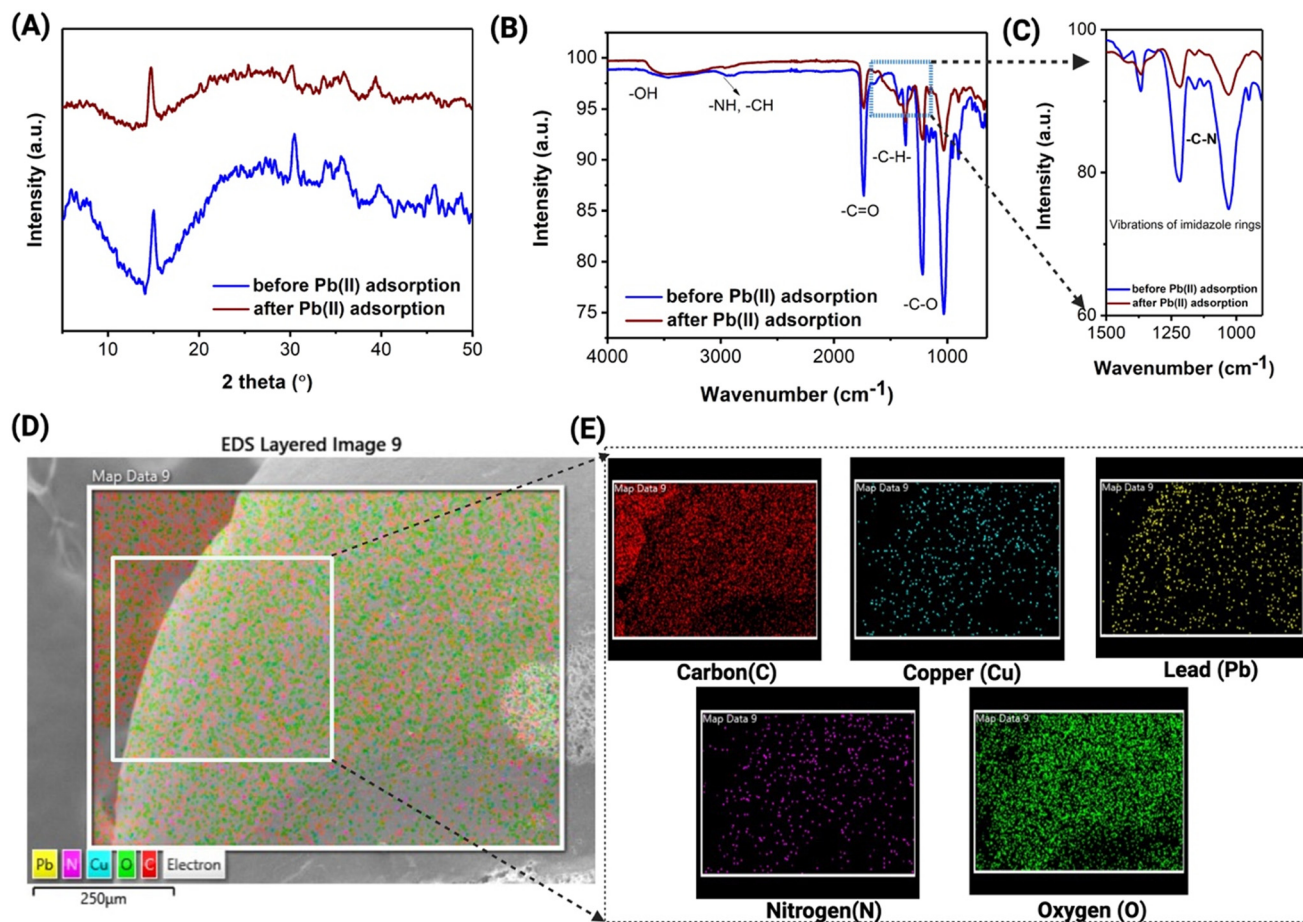 (A)
Intensity (a.u.)
before Pb(II) adsorption
after Pb(II) adsorption
10 20 30 40 50
2 theta (°)
(B)
Intensity (a.u.)
100
95
90
85
80
75
-OH
-NH, -CH
-C-H-
-C=O
-C-O
before Pb(II) adsorption
after Pb(II) adsorption
4000 3000 2000 1000
Wavenumber (cm-1)
(C)
Intensity (a.u.)
100
80
60
-C-N
Vibrations of imidazole rings
before Pb(II) adsorption
after Pb(II) adsorption
1500 1250 1000
Wavenumber (cm-1)
(D)
EDS Layered Image 9
Map Data 9
Pb N Cu O C Electron
250µm
(E)
Map Data 9
Carbon(C)
Map Data 9
Copper (Cu)
Map Data 9
Lead (Pb)
Map Data 9
Nitrogen(N)
Map Data 9
Oxygen (O)